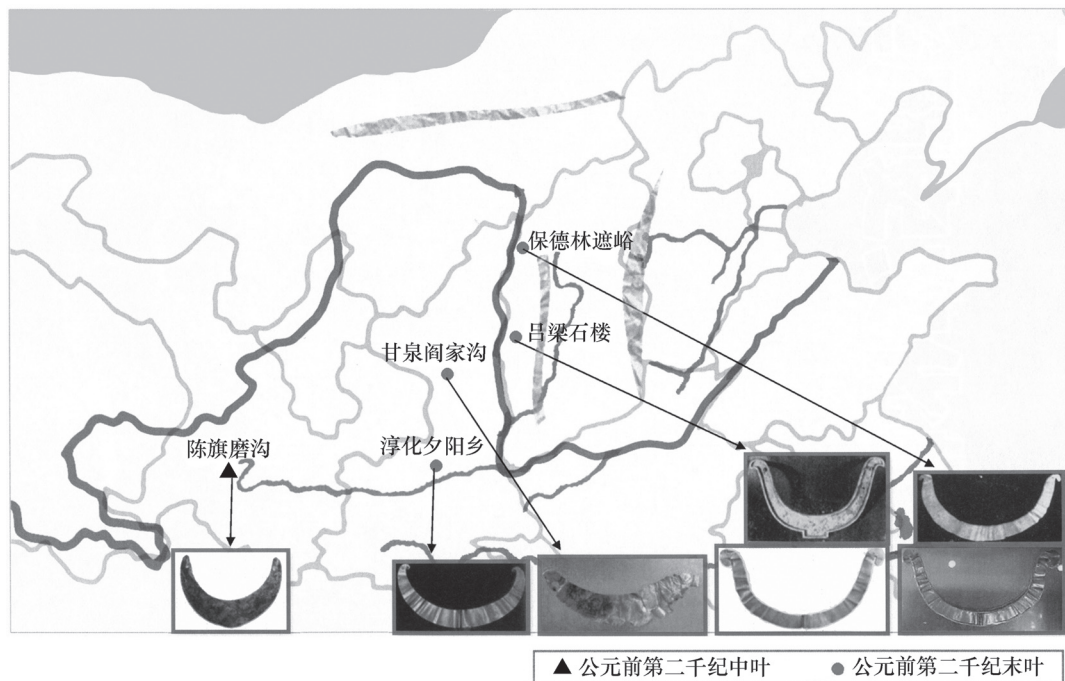 保德林遮峪
吕梁石楼
甘泉阎家沟
陈旗磨沟
淳化夕阳乡
公元前第二千纪中叶
公元前第二千纪末叶